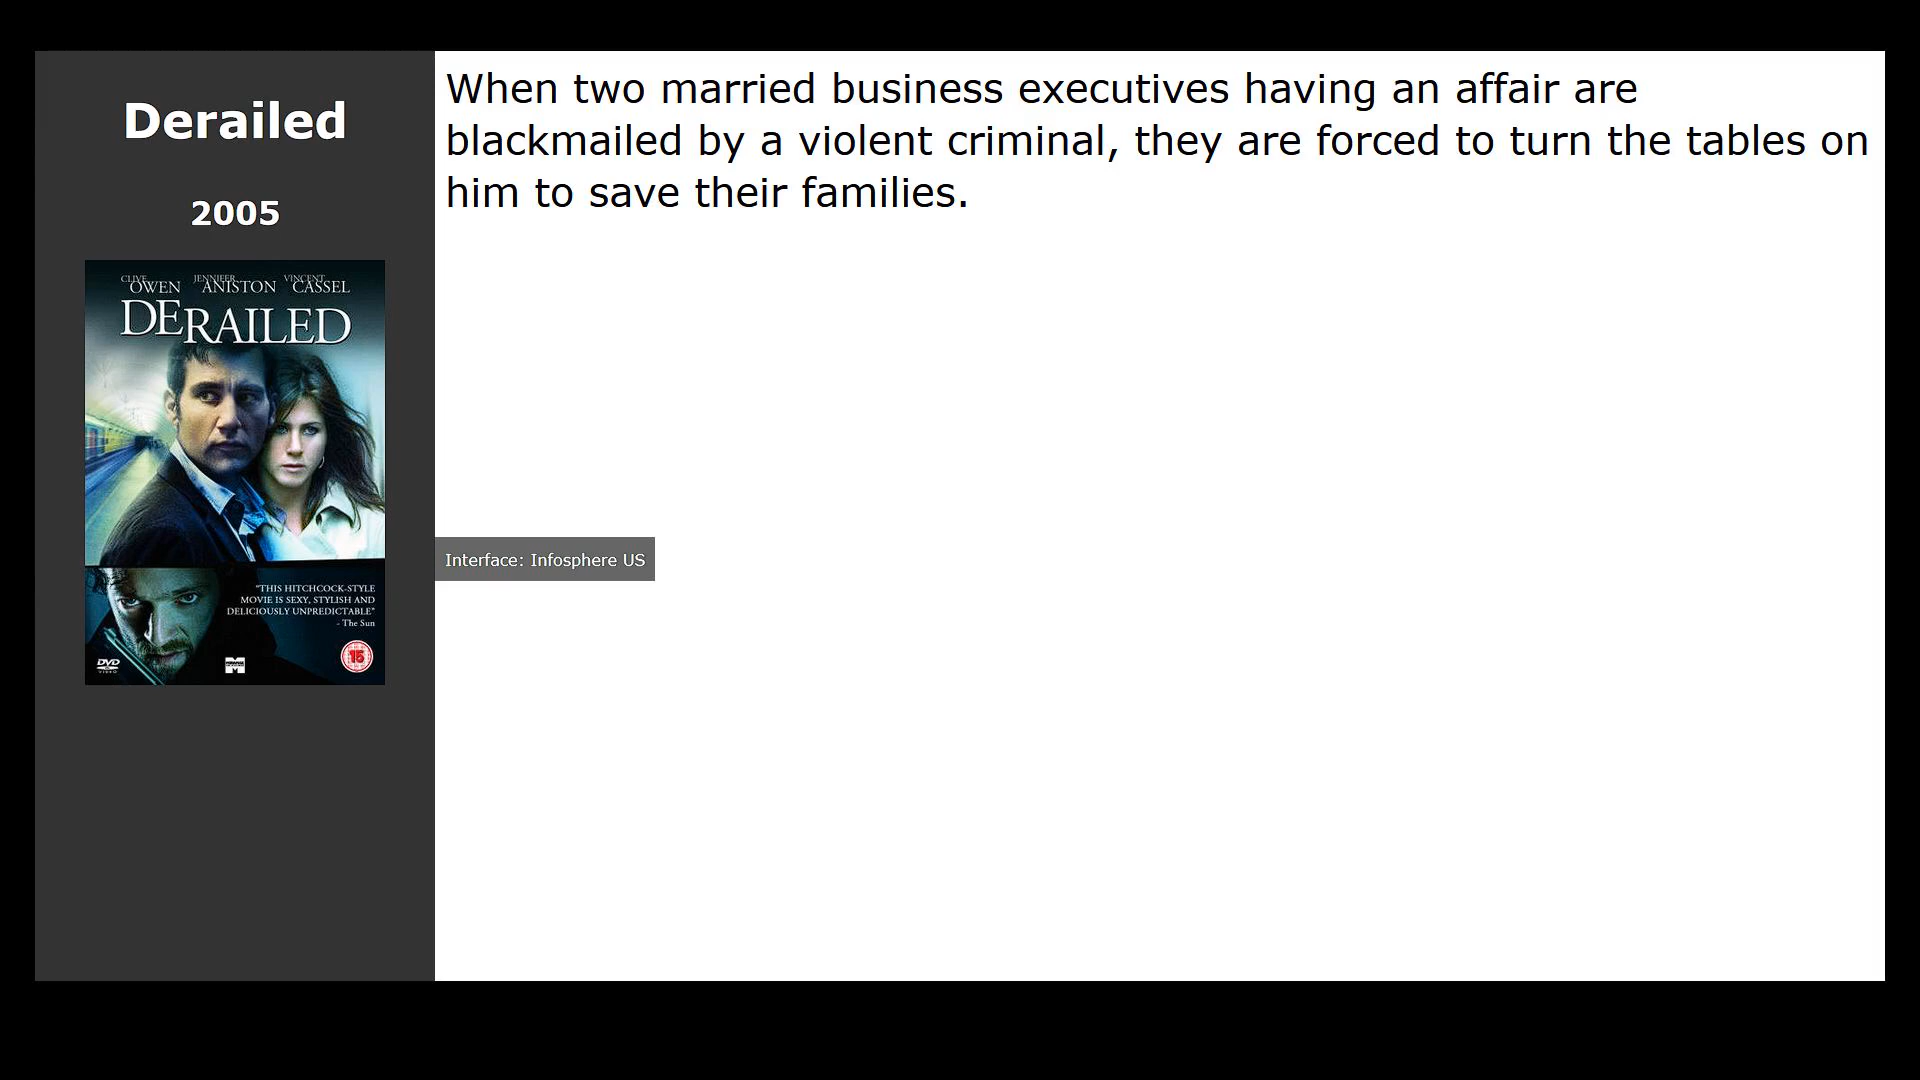 Derailed
2005
CLIVE OWEN JENNIFER ANISTON VINCENT CASSEL
DERAILED
"THIS HITCHCOCK-STYLE
MOVIE IS SEXY, STYLISH AND
DELICIOUSLY UNPREDICTABLE"
- The Sun
DVD
VIDEO
15
When two married business executives having an affair are
blackmailed by a violent criminal, they are forced to turn the tables on
him to save their families.
Interface: Infosphere US